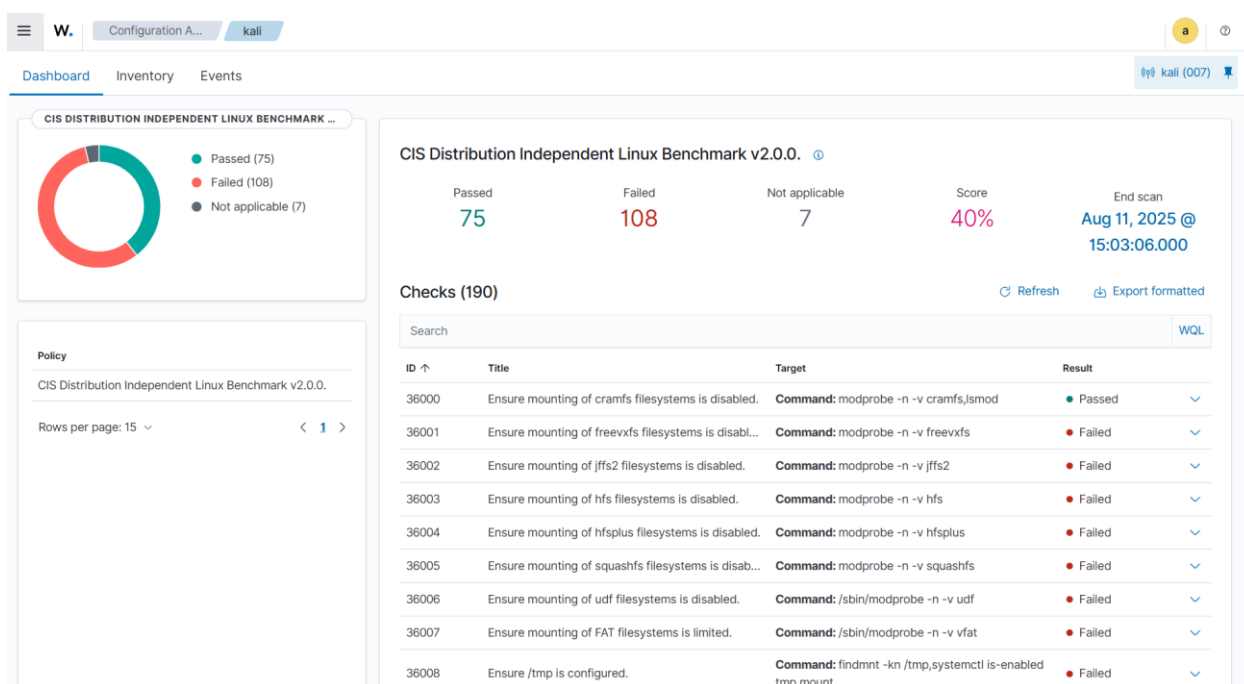 W. Configuration A... kali a
Dashboard Inventory Events kali (007)
CIS DISTRIBUTION INDEPENDENT LINUX BENCHMARK ...
Passed (75)
Failed (108)
Not applicable (7)
Policy
CIS Distribution Independent Linux Benchmark v2.0.0.
Rows per page: 15 < 1 >
CIS Distribution Independent Linux Benchmark v2.0.0.
Passed Failed Not applicable Score End scan
75 108 7 40% Aug 11, 2025 @
15:03:06.000
Checks (190) Refresh Export formatted
Search WQL
ID ↑ Title Target Result
36000 Ensure mounting of cramfs filesystems is disabled. Command: modprobe -n -v cramfs,lsmod Passed
36001 Ensure mounting of freevxfs filesystems is disabl... Command: modprobe -n -v freevxfs Failed
36002 Ensure mounting of jffs2 filesystems is disabled. Command: modprobe -n -v jffs2 Failed
36003 Ensure mounting of hfs filesystems is disabled. Command: modprobe -n -v hfs Failed
36004 Ensure mounting of hfsplus filesystems is disabled. Command: modprobe -n -v hfsplus Failed
36005 Ensure mounting of squashfs filesystems is disab... Command: modprobe -n -v squashfs Failed
36006 Ensure mounting of udf filesystems is disabled. Command: /sbin/modprobe -n -v udf Failed
36007 Ensure mounting of FAT filesystems is limited. Command: /sbin/modprobe -n -v vfat Failed
36008 Ensure /tmp is configured. Command: findmnt -kn /tmp,systemctl is-enabled Failed
tmp.mount